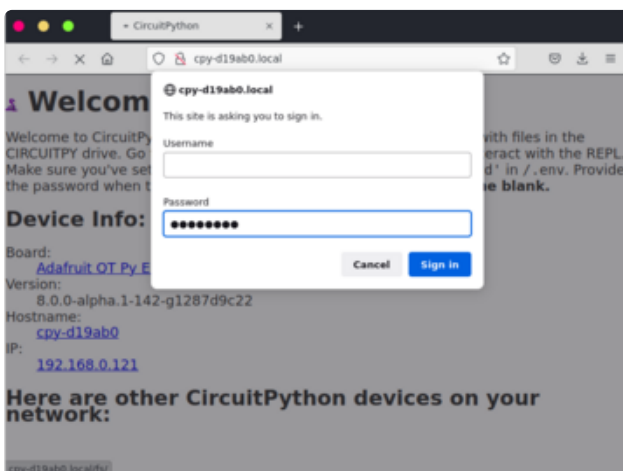 CircuitPython
cpy-d19ab0.local
Welcom
cpy-d19ab0.local
This site is asking you to sign in.
Username
Password
Cancel
Sign in
Welcome to CircuitPy with files in the
CIRCUITPY drive. Go eract with the REPL.
Make sure you've set d' in /.env. Provide
the password when t e blank.
Device Info:
Board:
Adafruit QT Py E
Version:
8.0.0-alpha.1-142-g1287d9c22
Hostname:
cpy-d19ab0
IP:
192.168.0.121
Here are other CircuitPython devices on your
network:
cpy-d19ab0.local/fs/